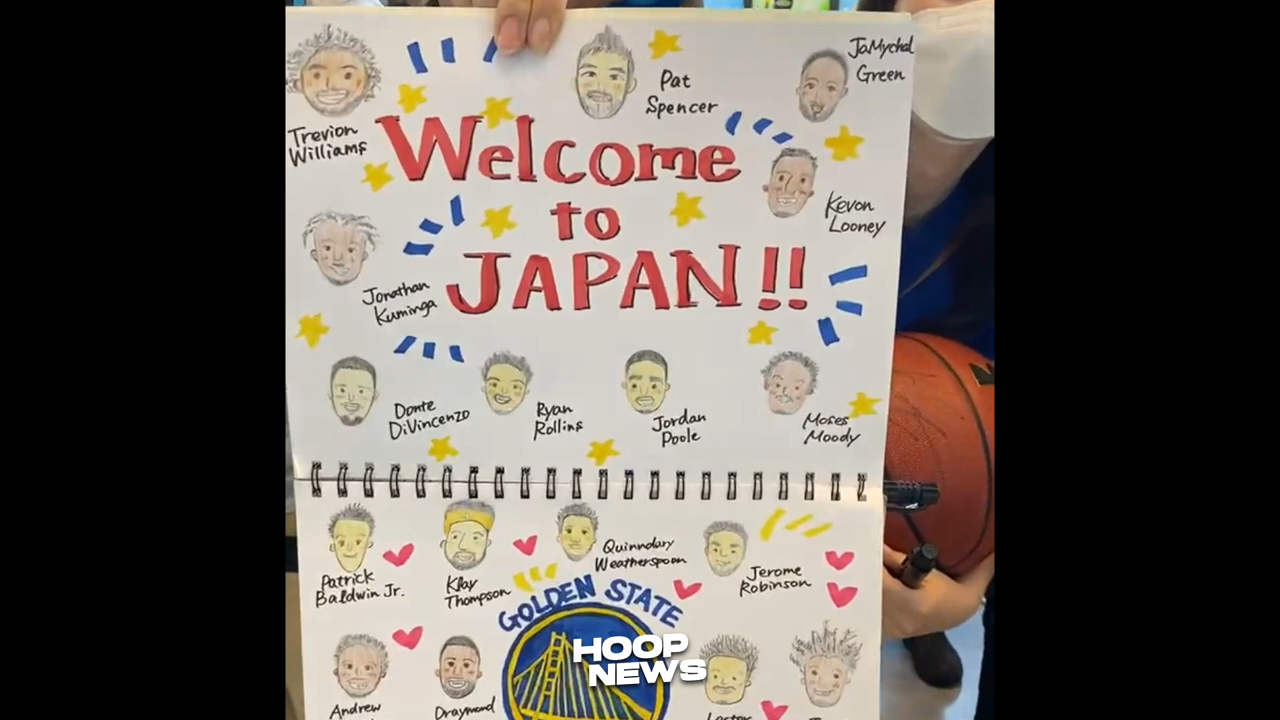 JaMychal
Green
Pat
Spencer
Trevion
Williams
Welcome
to
JAPAN!!
Kevon
Looney
Jonathan
Kuminga
Donte
DiVincenzo
Ryan
Rollins
Jordan
Poole
Moses
Moody
Patrick
Baldwin Jr.
Klay
Thompson
Quinndary
Weatherspoon
Jerome
Robinson
GOLDEN STATE
HOOP
NEWS
Andrew
Draymond